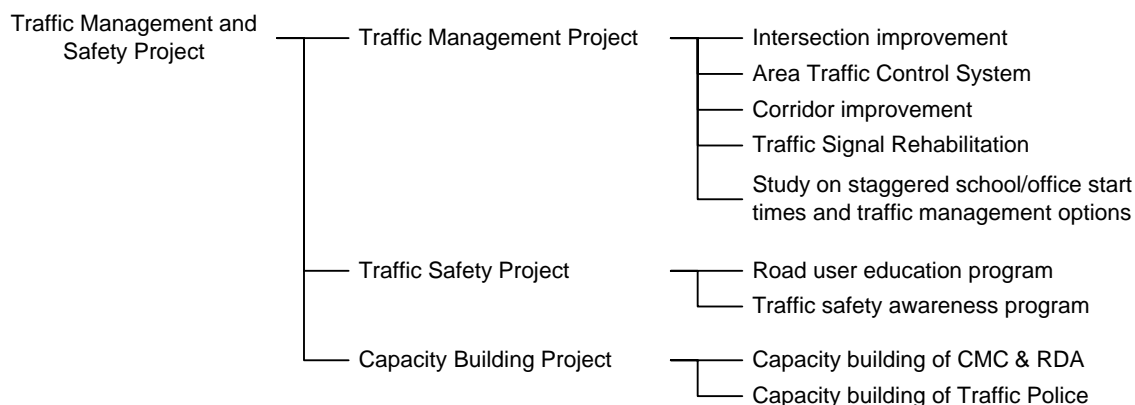 Traffic Management and
Safety Project
Traffic Management Project
Intersection improvement
Area Traffic Control System
Corridor improvement
Traffic Signal Rehabilitation
Study on staggered school/office start
times and traffic management options
Traffic Safety Project
Road user education program
Traffic safety awareness program
Capacity Building Project
Capacity building of CMC & RDA
Capacity building of Traffic Police